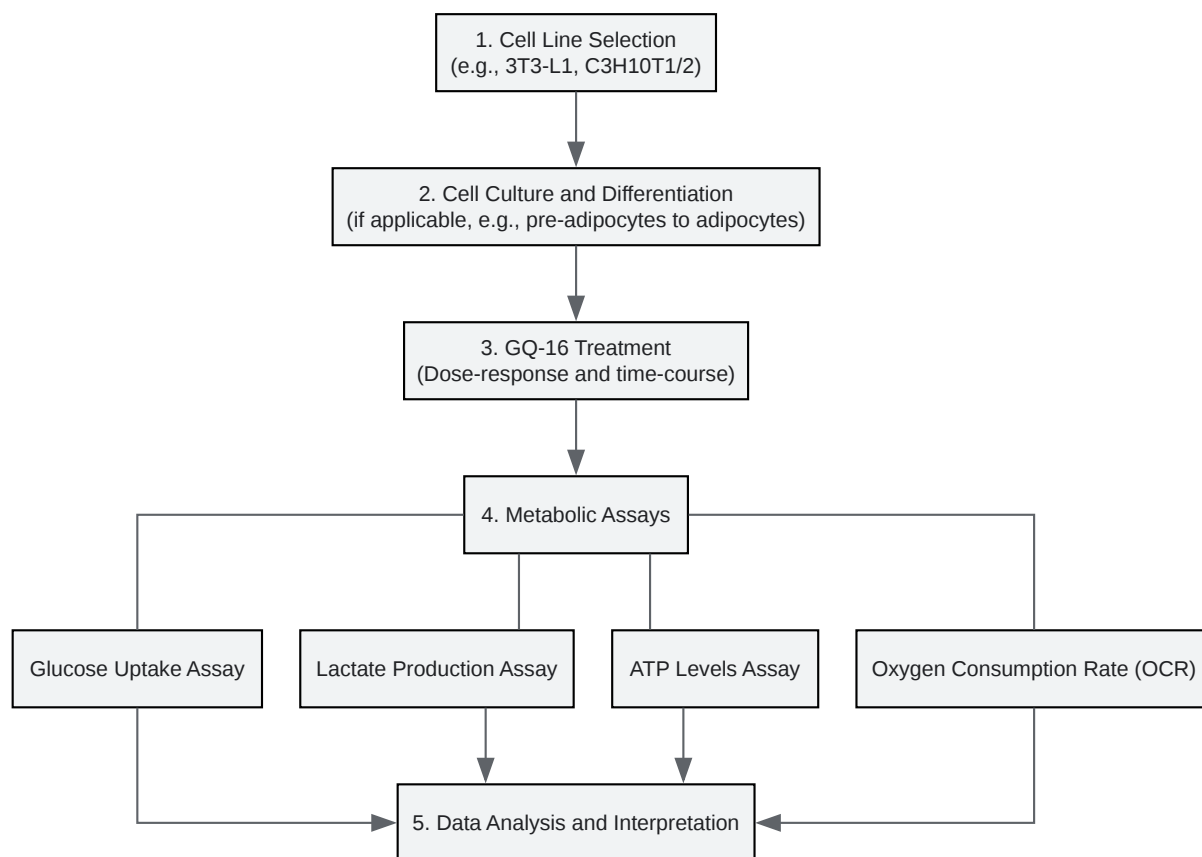 1. Cell Line Selection
(e.g., 3T3-L1, C3H10T1/2)
2. Cell Culture and Differentiation
(if applicable, e.g., pre-adipocytes to adipocytes)
3. GQ-16 Treatment
(Dose-response and time-course)
4. Metabolic Assays
Glucose Uptake Assay
Lactate Production Assay
ATP Levels Assay
Oxygen Consumption Rate (OCR)
5. Data Analysis and Interpretation